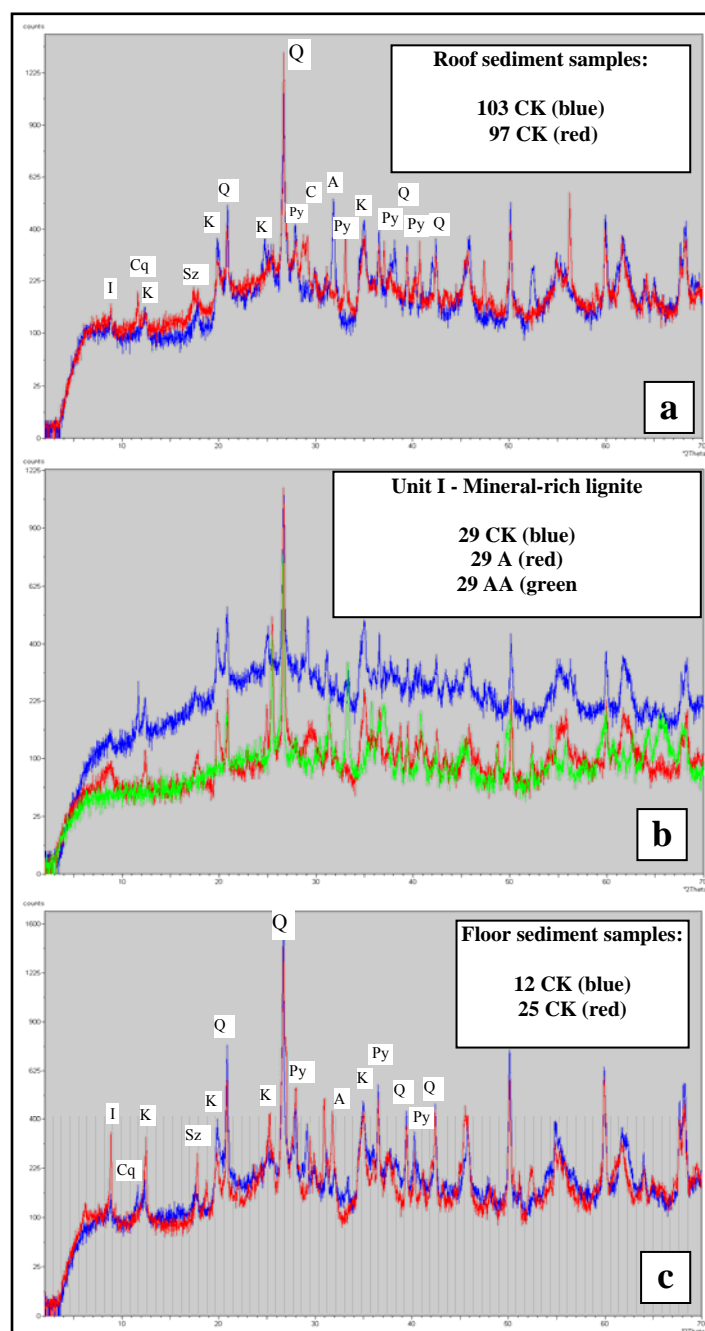 counts
1225
900
625
400
225
100
25
0
10
20
30
40
50
60
70
°2Theta
Q
Roof sediment samples:
103 CK (blue)
97 CK (red)
I
Cq
K
Sz
K
Q
K
Py
C
A
Py
K
Py
Q
Py
Q
a
counts
1225
900
625
400
225
100
25
0
10
20
30
40
50
60
70
°2Theta
Unit I - Mineral-rich lignite
29 CK (blue)
29 A (red)
29 AA (green
b
counts
1600
1225
900
625
400
225
100
25
0
10
20
30
40
50
60
70
Q
Floor sediment samples:
12 CK (blue)
25 CK (red)
I
Cq
K
Sz
K
Q
K
Py
A
K
Py
Q
Py
Q
c